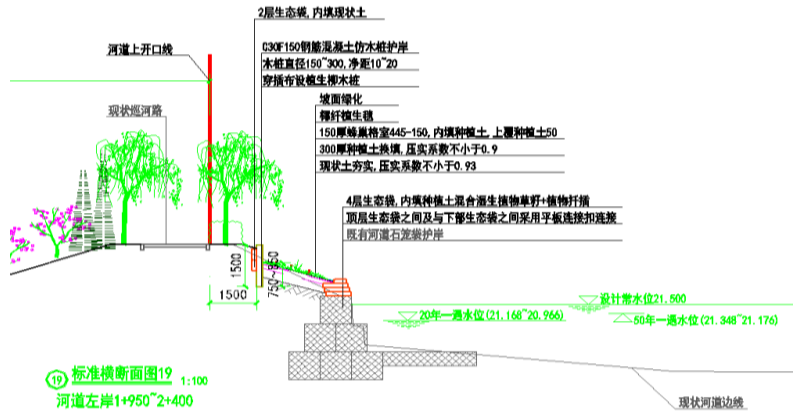 2层生态袋,内填现状土
河道上开口线
C30F150钢筋混凝土仿木桩护岸
木桩直径150~300,净距10~20
穿插布设植生柳木桩
现状巡河路
坡面绿化
椰纤植生毯
150厚蜂巢格室445-150,内填种植土,上覆种植土50
300厚种植土换填,压实系数不小于0.9
现状土夯实,压实系数不小于0.93
4层生态袋,内填种植土混合湿生植物草籽+植物扦插
顶层生态袋之间及与下部生态袋之间采用平板连接扣连接
既有河道石笼袋护岸
1500
750~950
1500
设计常水位21.500
20年一遇水位(21.168~20.966)
50年一遇水位(21.348~21.176)
19 标准横断面图19 1:100
河道左岸1+950~2+400
现状河道边线